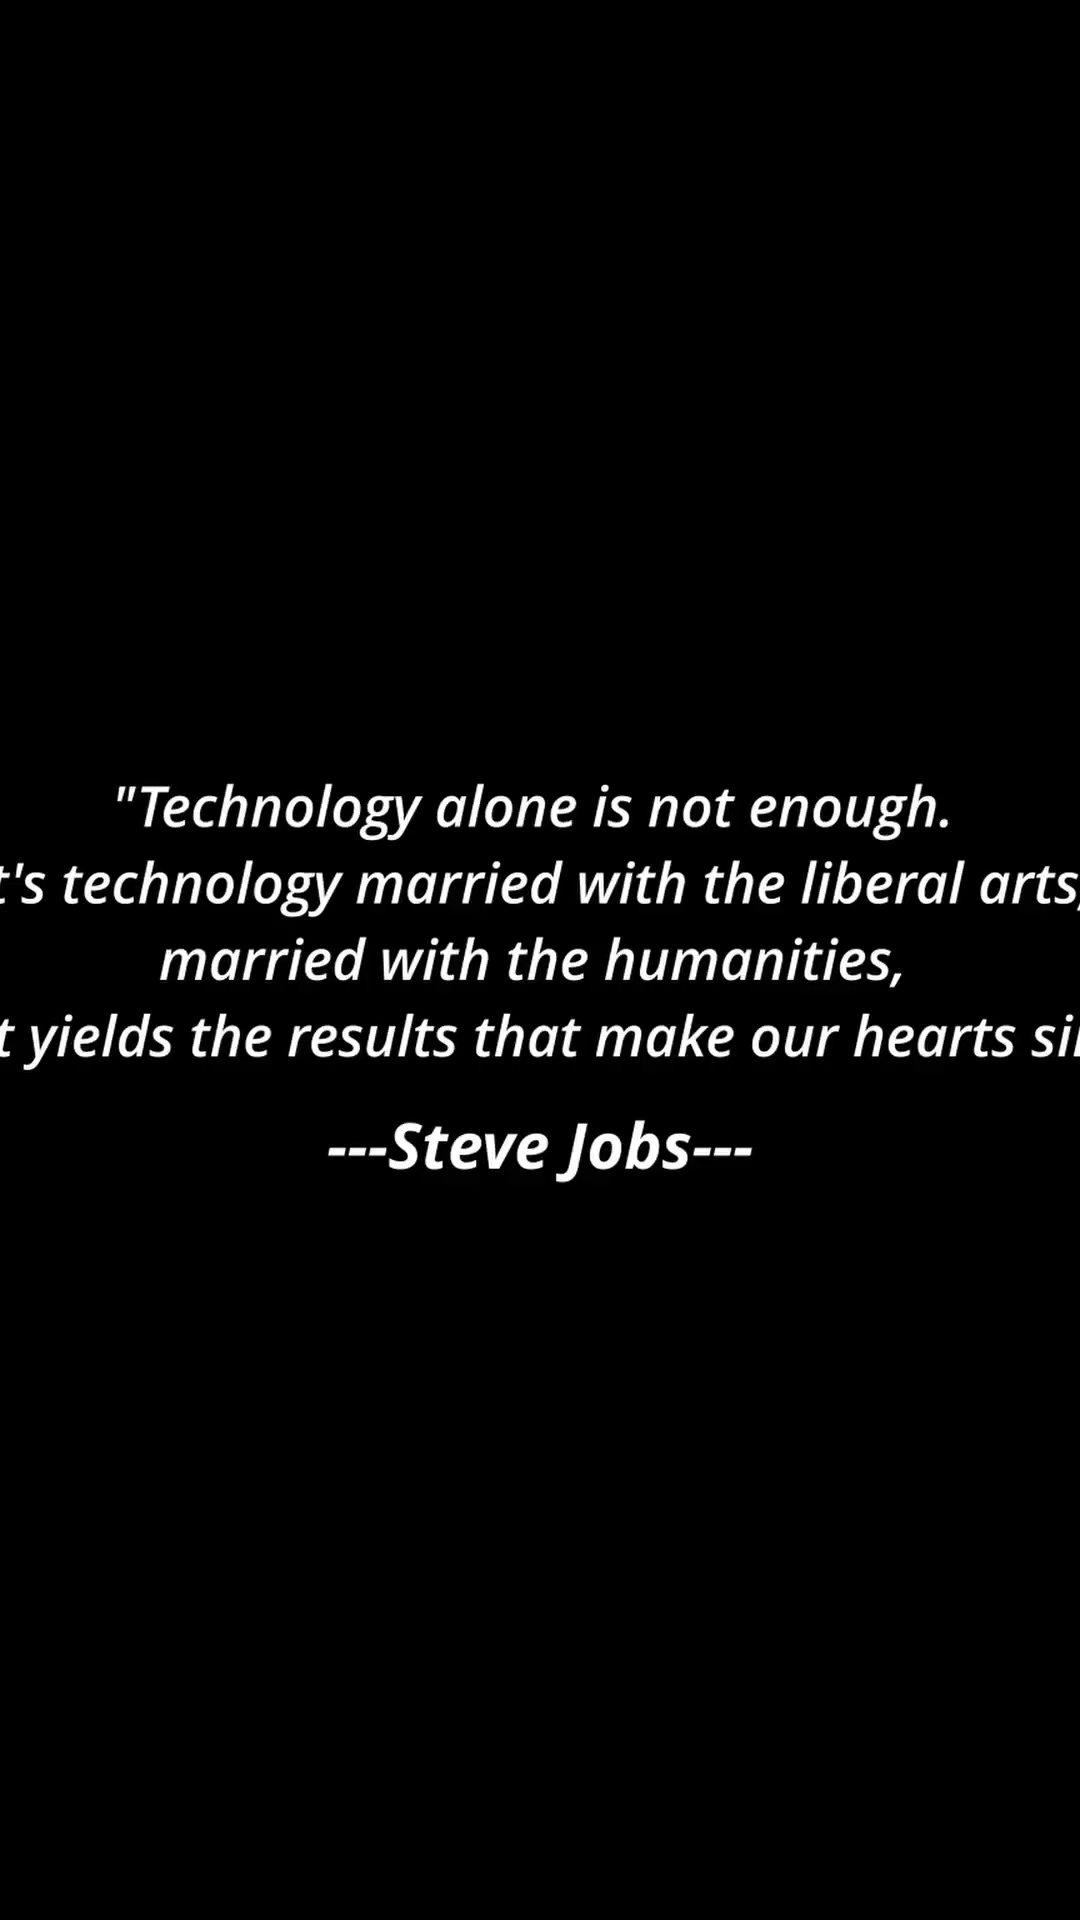 "Technology alone is not enough.
t's technology married with the liberal arts,
married with the humanities,
t yields the results that make our hearts
---Steve Jobs---